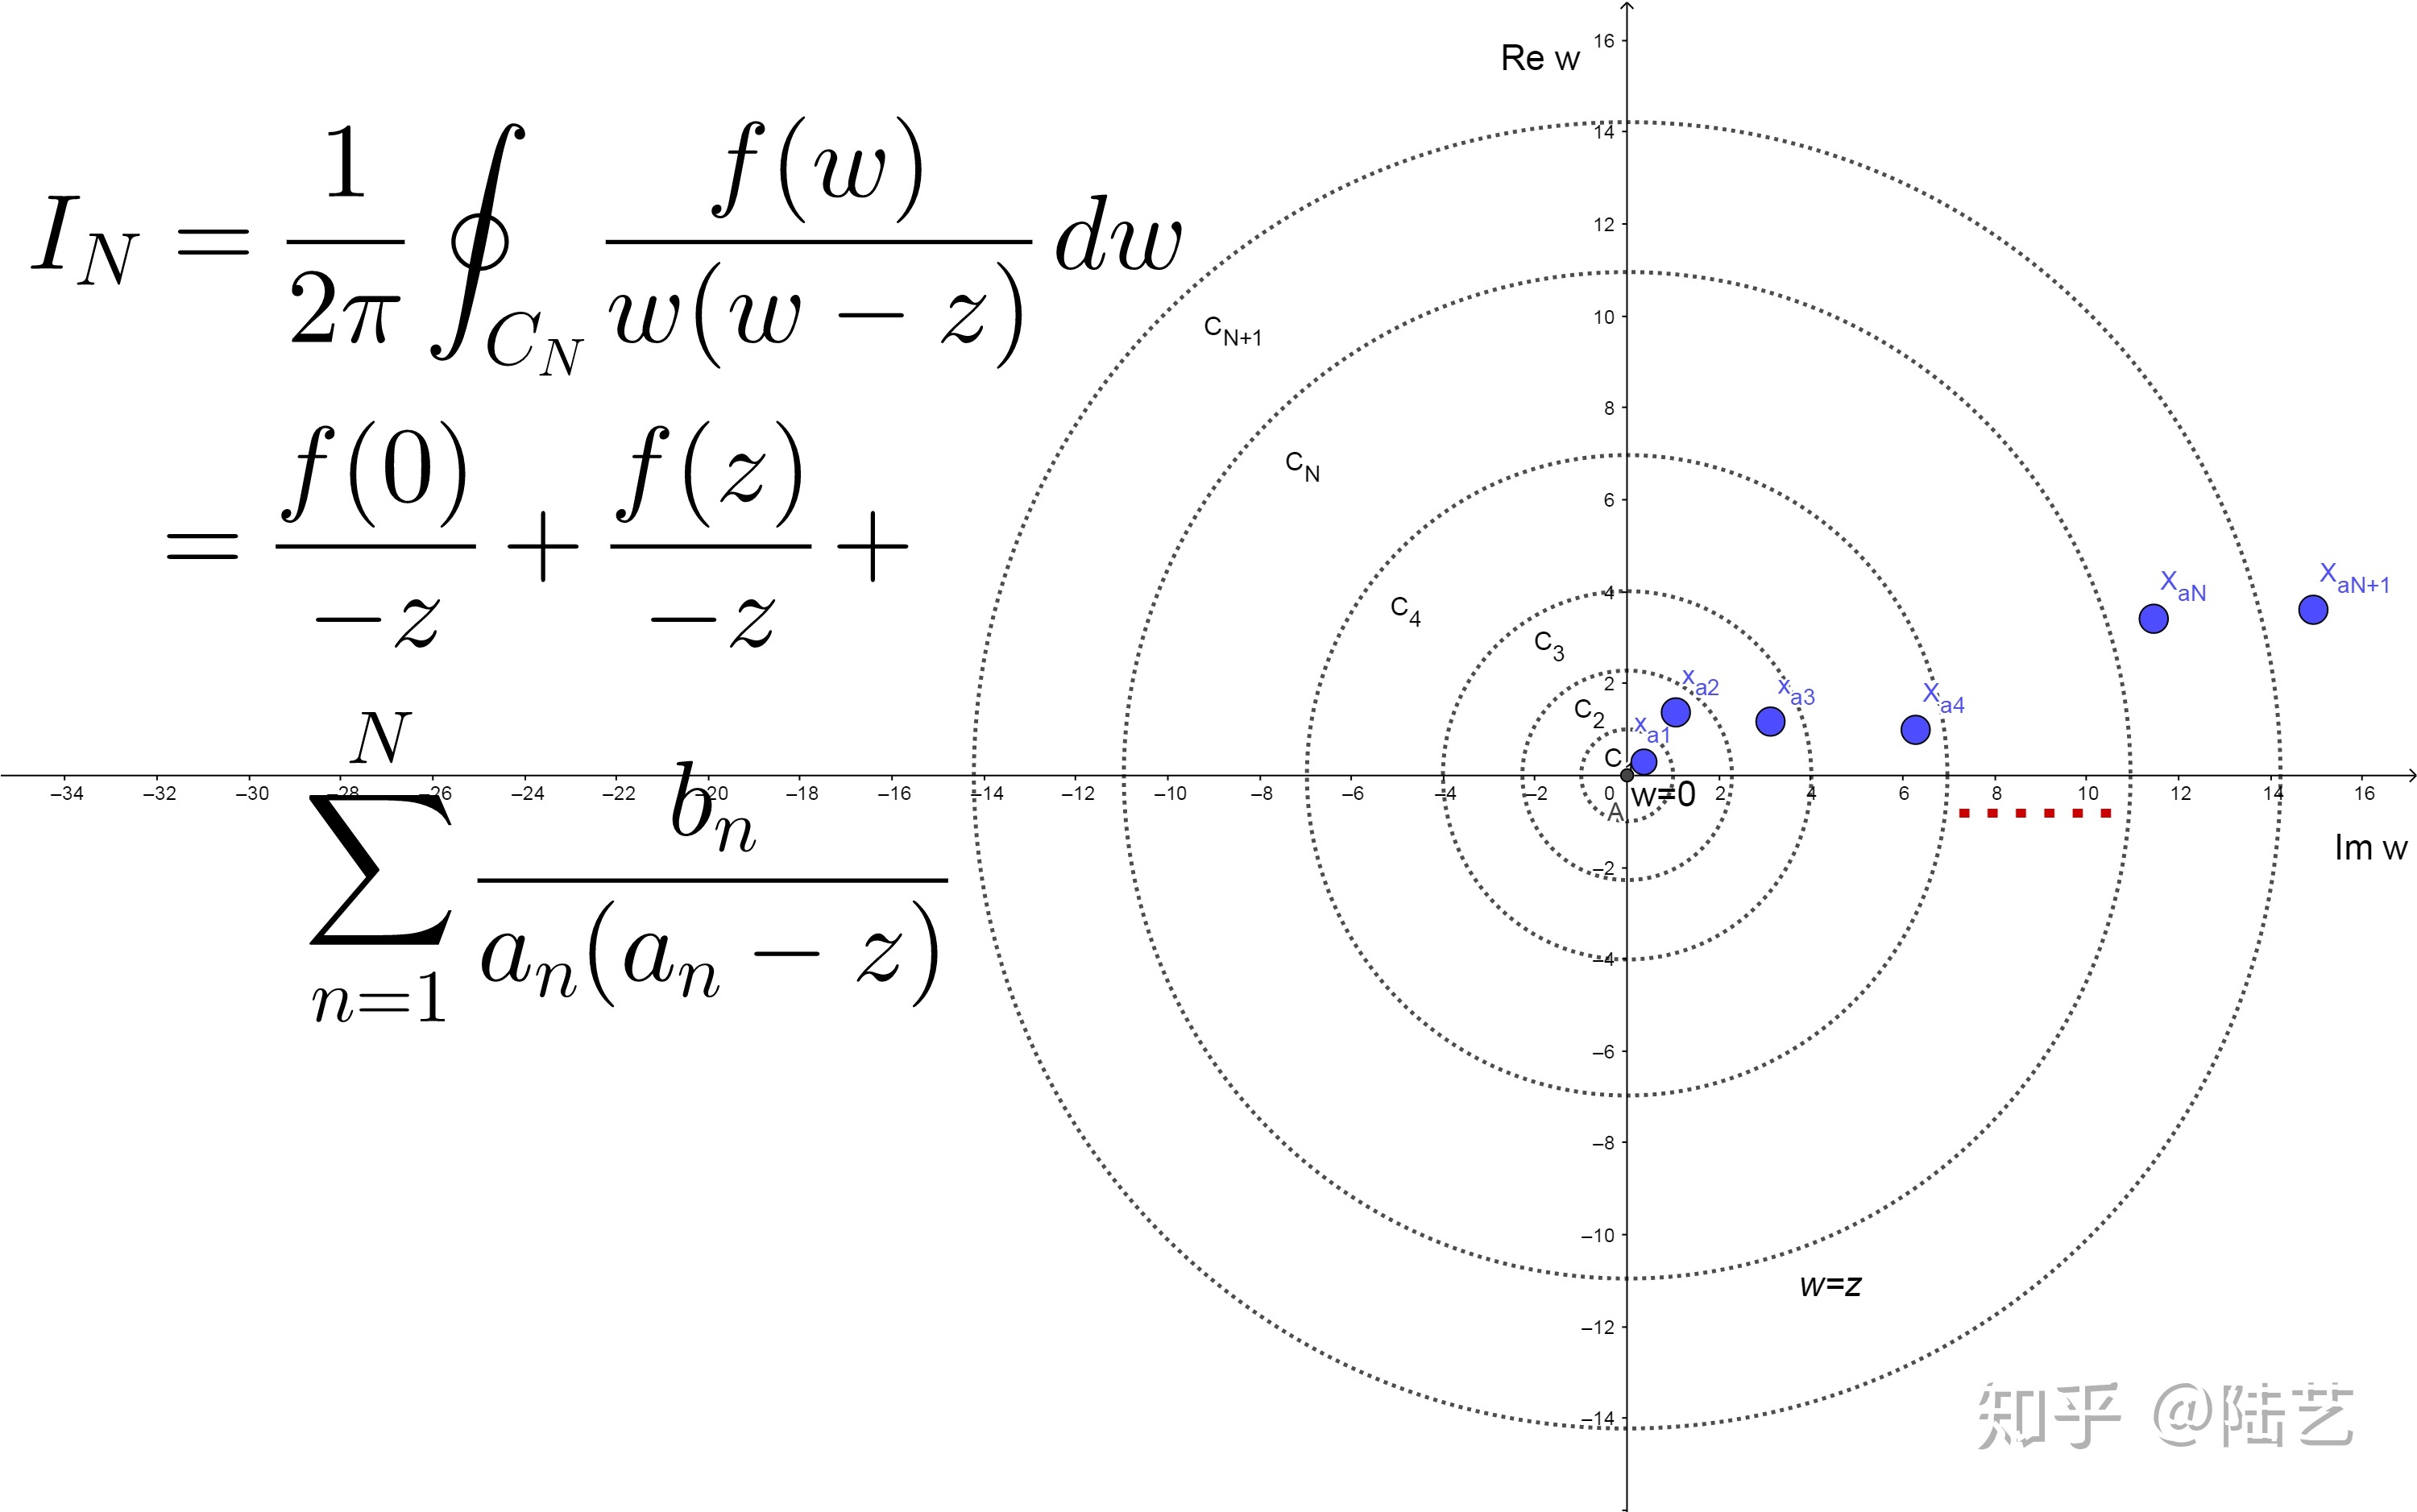 I_N = \frac{1}{2\pi} \oint_{C_N} \frac{f(w)}{w(w-z)} dw
= \frac{f(0)}{-z} + \frac{f(z)}{-z} +
\sum_{n=1}^{N} \frac{b_n}{a_n(a_n - z)}
Re w
16
14
12
10
8
6
4
2
−2
−4
−6
−8
−10
−12
−14
−34 −32 −30 −28 −26 −24 −22 −20 −18 −16 −14 −12 −10 −8 −6 −4 −2 0 2 4 6 8 10 12 14 16
Im w
C_{N+1}
C_N
C_4
C_3
C_2
C
A
w=0
x_{a1}
x_{a2}
x_{a3}
x_{a4}
x_{aN}
x_{aN+1}
w=z
知乎 @陆艺